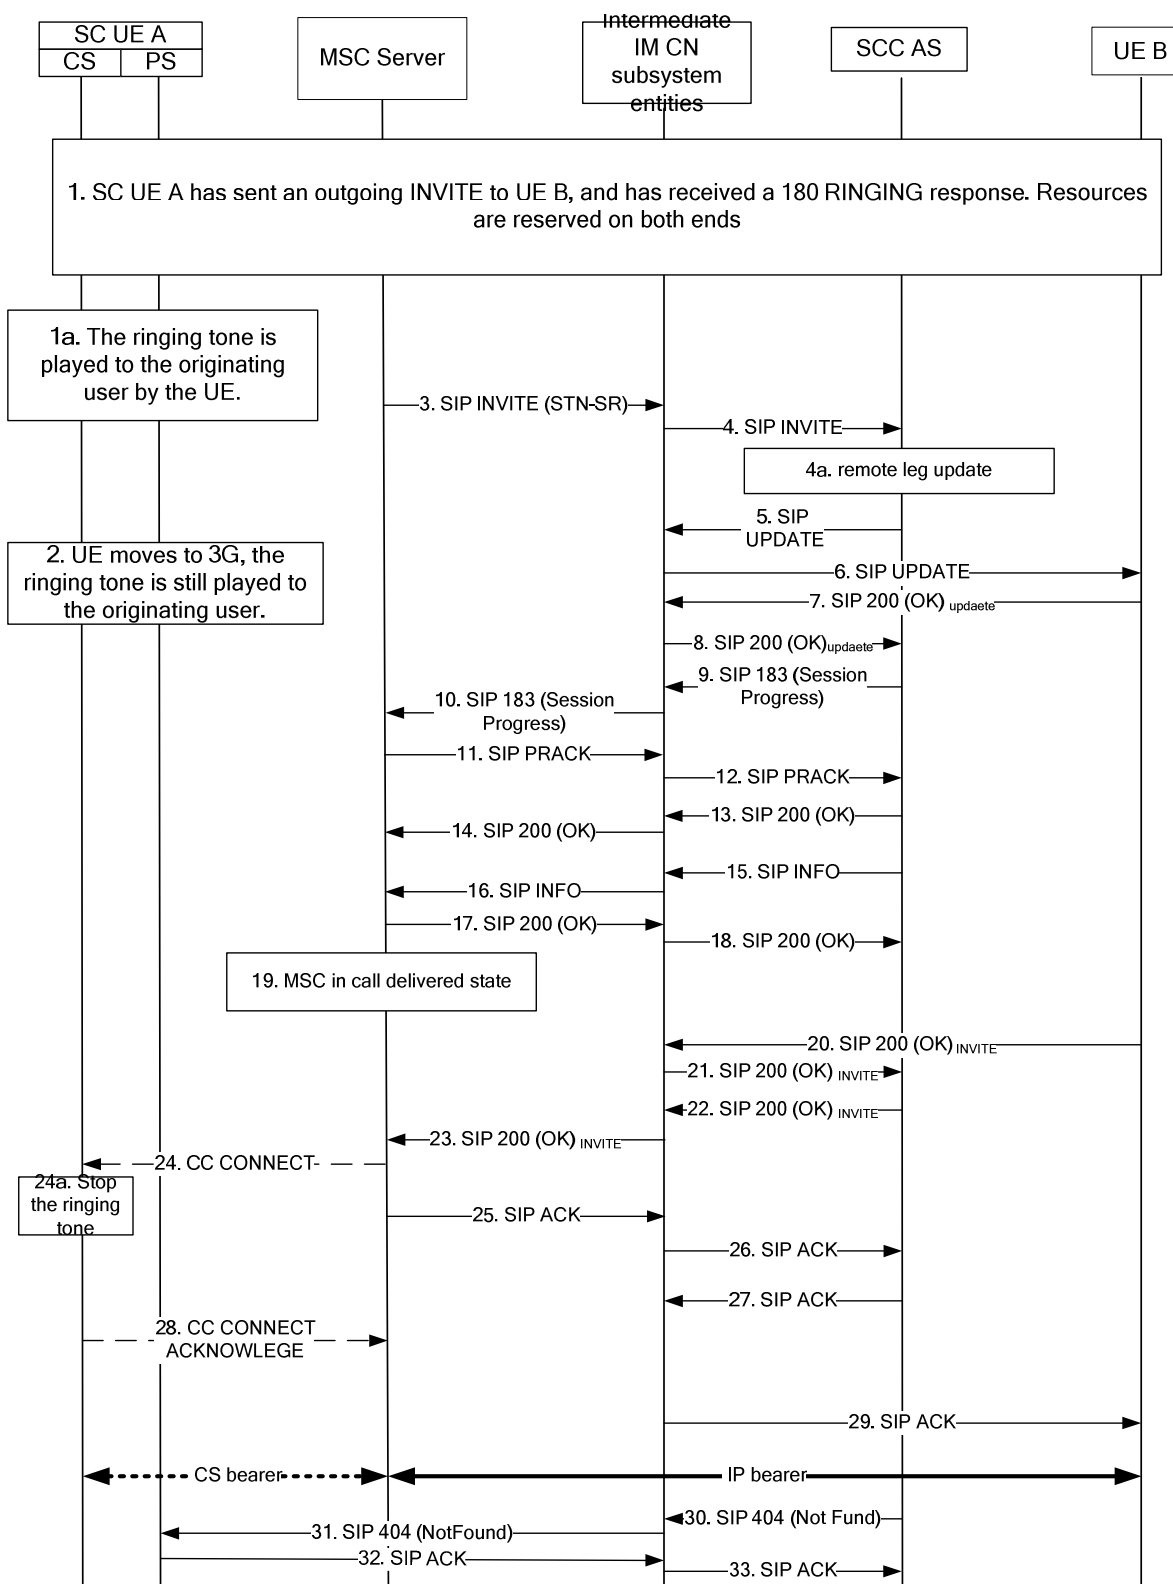 SC UE A
CS PS
MSC Server
Intermediate
IM CN
subsystem
entities
SCC AS
UE B
1. SC UE A has sent an outgoing INVITE to UE B, and has received a 180 RINGING response. Resources
are reserved on both ends
1a. The ringing tone is
played to the originating
user by the UE.
3. SIP INVITE (STN-SR)
4. SIP INVITE
4a. remote leg update
5. SIP
UPDATE
2. UE moves to 3G, the
ringing tone is still played to
the originating user.
6. SIP UPDATE
7. SIP 200 (OK) updaete
8. SIP 200 (OK)updaete
9. SIP 183 (Session
Progress)
10. SIP 183 (Session
Progress)
11. SIP PRACK
12. SIP PRACK
13. SIP 200 (OK)
14. SIP 200 (OK)
15. SIP INFO
16. SIP INFO
17. SIP 200 (OK)
18. SIP 200 (OK)
19. MSC in call delivered state
20. SIP 200 (OK) INVITE
21. SIP 200 (OK) INVITE
22. SIP 200 (OK) INVITE
23. SIP 200 (OK) INVITE
24. CC CONNECT
24a. Stop
the ringing
tone
25. SIP ACK
26. SIP ACK
27. SIP ACK
28. CC CONNECT
ACKNOWLEGE
29. SIP ACK
CS bearer
IP bearer
30. SIP 404 (Not Fund)
31. SIP 404 (NotFound)
32. SIP ACK
33. SIP ACK